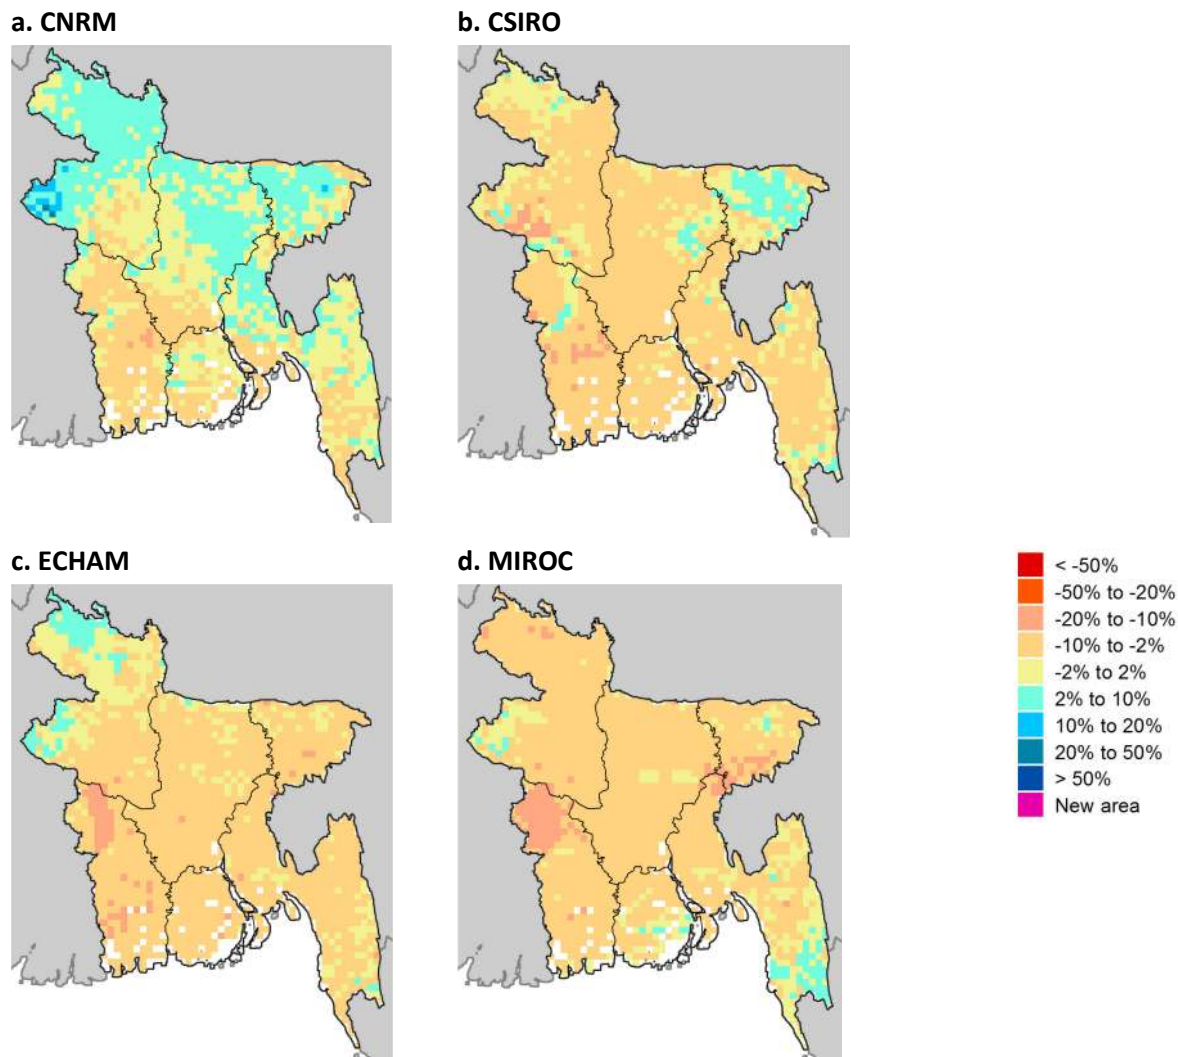 a. CNRM
b. CSIRO
c. ECHAM
d. MIROC
< -50%
-50% to -20%
-20% to -10%
-10% to -2%
-2% to 2%
2% to 10%
10% to 20%
20% to 50%
> 50%
New area